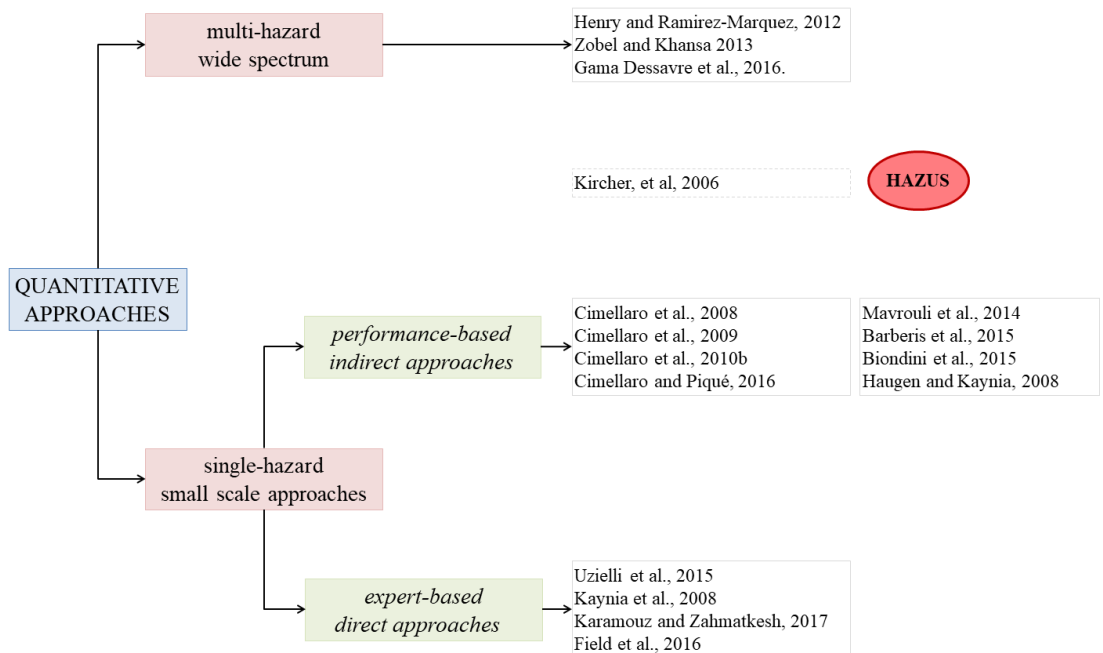 multi-hazard
wide spectrum
Henry and Ramirez-Marquez, 2012
Zobel and Khansa 2013
Gama Dessavre et al., 2016.
Kircher, et al, 2006
HAZUS
QUANTITATIVE
APPROACHES
performance-based
indirect approaches
Cimellaro et al., 2008
Cimellaro et al., 2009
Cimellaro et al., 2010b
Cimellaro and Piqué, 2016
Mavrouli et al., 2014
Barberis et al., 2015
Biondini et al., 2015
Haugen and Kaynia, 2008
single-hazard
small scale approaches
expert-based
direct approaches
Uzielli et al., 2015
Kaynia et al., 2008
Karamouz and Zahmatkesh, 2017
Field et al., 2016